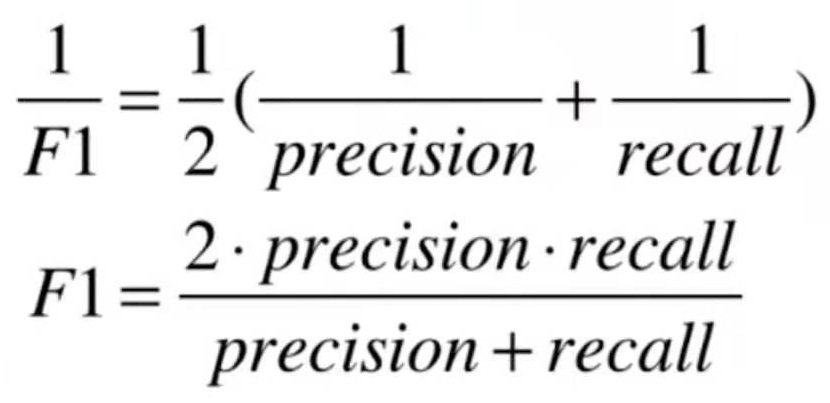 1/F1 = 1/2(1/precision + 1/recall)
F1 = 2 · precision · recall / precision + recall